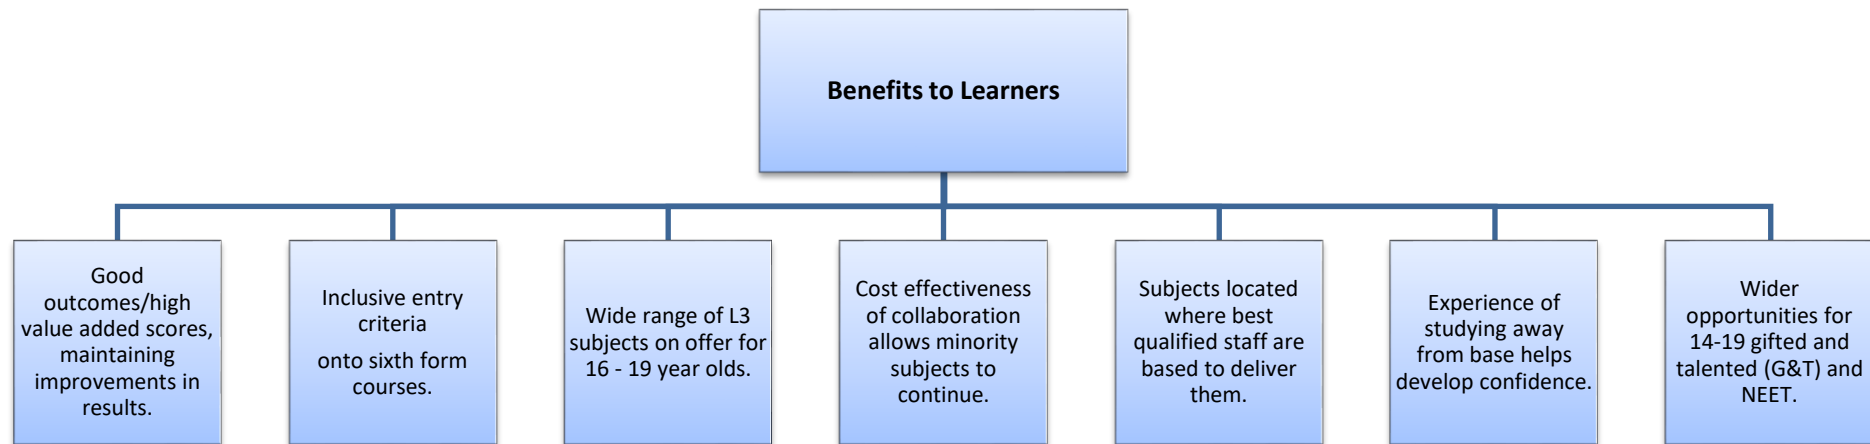 Benefits to Learners
Good
outcomes/high
value added scores,
maintaining
improvements in
results.
Inclusive entry
criteria
onto sixth form
courses.
Wide range of L3
subjects on offer for
16 - 19 year olds.
Cost effectiveness
of collaboration
allows minority
subjects to
continue.
Subjects located
where best
qualified staff are
based to deliver
them.
Experience of
studying away
from base helps
develop confidence.
Wider
opportunities for
14-19 gifted and
talented (G&T) and
NEET.